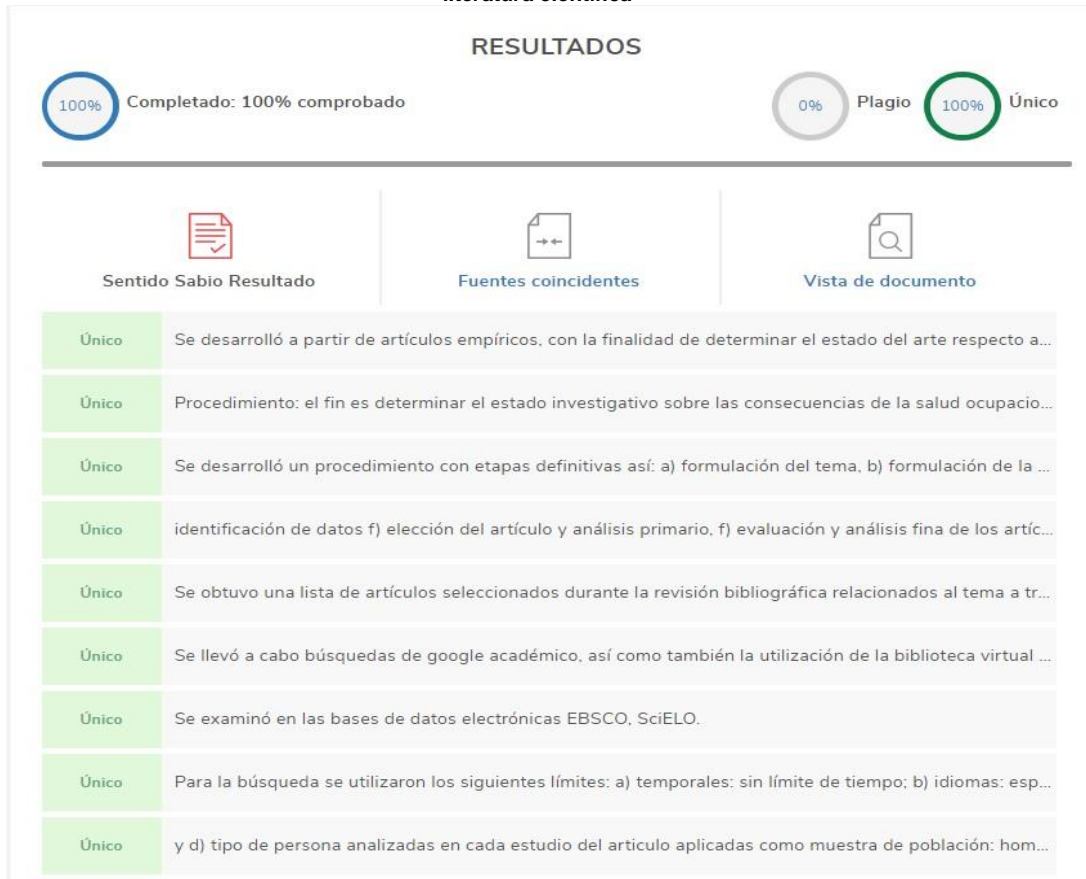 literatura científica
RESULTADOS
100% Completado: 100% comprobado 0% Plagio 100% Único
Sentido Sabio Resultado Fuentes coincidentes Vista de documento
Único Se desarrolló a partir de artículos empíricos, con la finalidad de determinar el estado del arte respecto a...
Único Procedimiento: el fin es determinar el estado investigativo sobre las consecuencias de la salud ocupacio...
Único Se desarrolló un procedimiento con etapas definitivas así: a) formulación del tema, b) formulación de la ...
Único identificación de datos f) elección del artículo y análisis primario, f) evaluación y análisis fina de los artíc...
Único Se obtuvo una lista de artículos seleccionados durante la revisión bibliográfica relacionados al tema a tr...
Único Se llevó a cabo búsquedas de google académico, así como también la utilización de la biblioteca virtual ...
Único Se examinó en las bases de datos electrónicas EBSCO, SciELO.
Único Para la búsqueda se utilizaron los siguientes límites: a) temporales: sin límite de tiempo; b) idiomas: esp...
Único y d) tipo de persona analizadas en cada estudio del articulo aplicadas como muestra de población: hom...